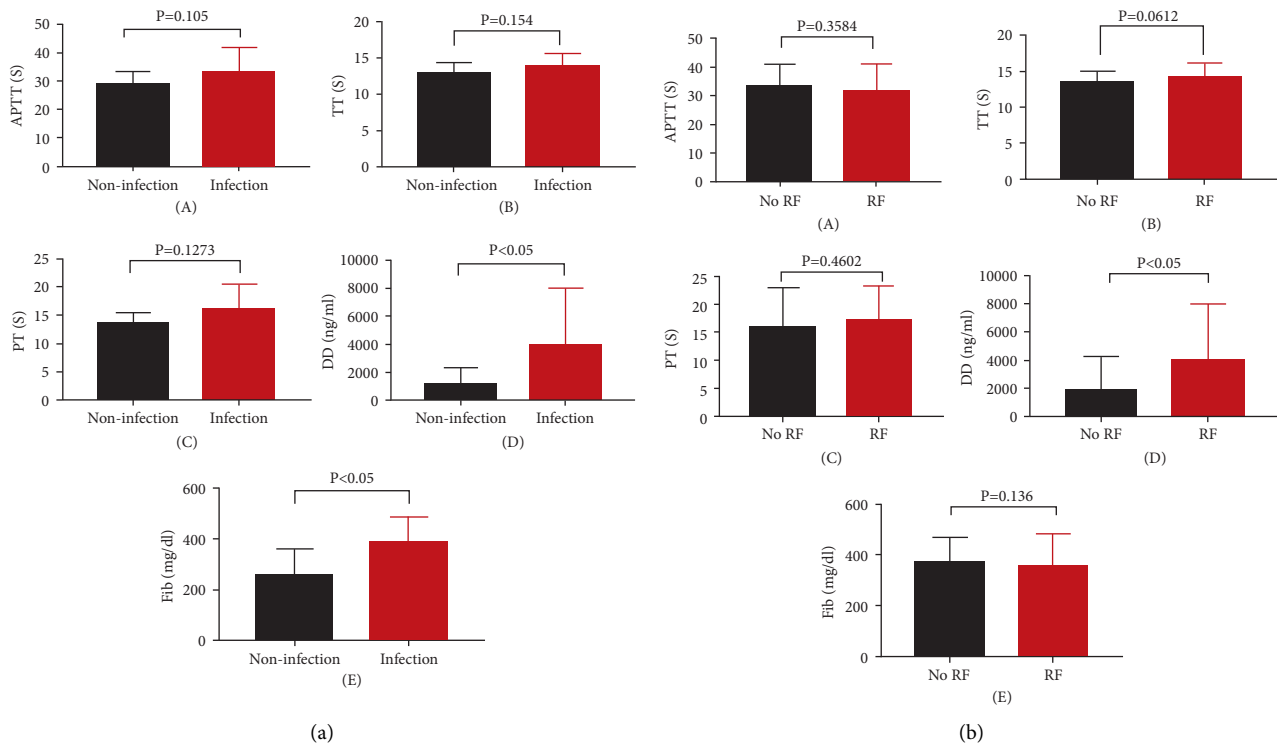 P=0.105
APTT (S)
50
40
30
20
10
0
Non-infection Infection
(A)
P=0.154
TT (S)
20
15
10
5
0
Non-infection Infection
(B)
P=0.1273
PT (S)
25
20
15
10
5
0
Non-infection Infection
(C)
P<0.05
DD (ng/ml)
10000
8000
6000
4000
2000
0
Non-infection Infection
(D)
P<0.05
Fib (mg/dl)
600
400
200
0
Non-infection Infection
(E)
(a)
P=0.3584
APTT (S)
50
40
30
20
10
0
No RF RF
(A)
P=0.0612
TT (S)
20
15
10
5
0
No RF RF
(B)
P=0.4602
PT (S)
25
20
15
10
5
0
No RF RF
(C)
P<0.05
DD (ng/ml)
10000
8000
6000
4000
2000
0
No RF RF
(D)
P=0.136
Fib (mg/dl)
600
400
200
0
No RF RF
(E)
(b)